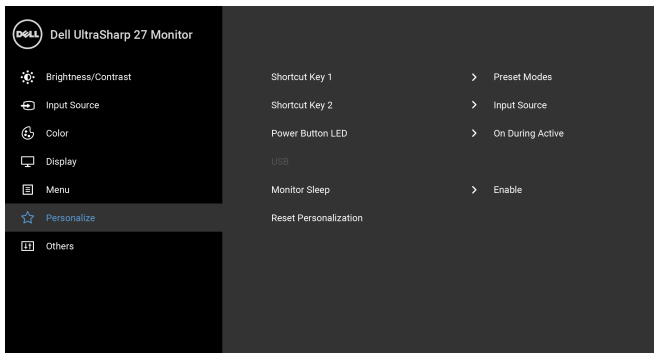 DELL Dell UltraSharp 27 Monitor
Brightness/Contrast
Input Source
Color
Display
Menu
Personalize
Others
Shortcut Key 1 > Preset Modes
Shortcut Key 2 > Input Source
Power Button LED > On During Active
USB
Monitor Sleep > Enable
Reset Personalization